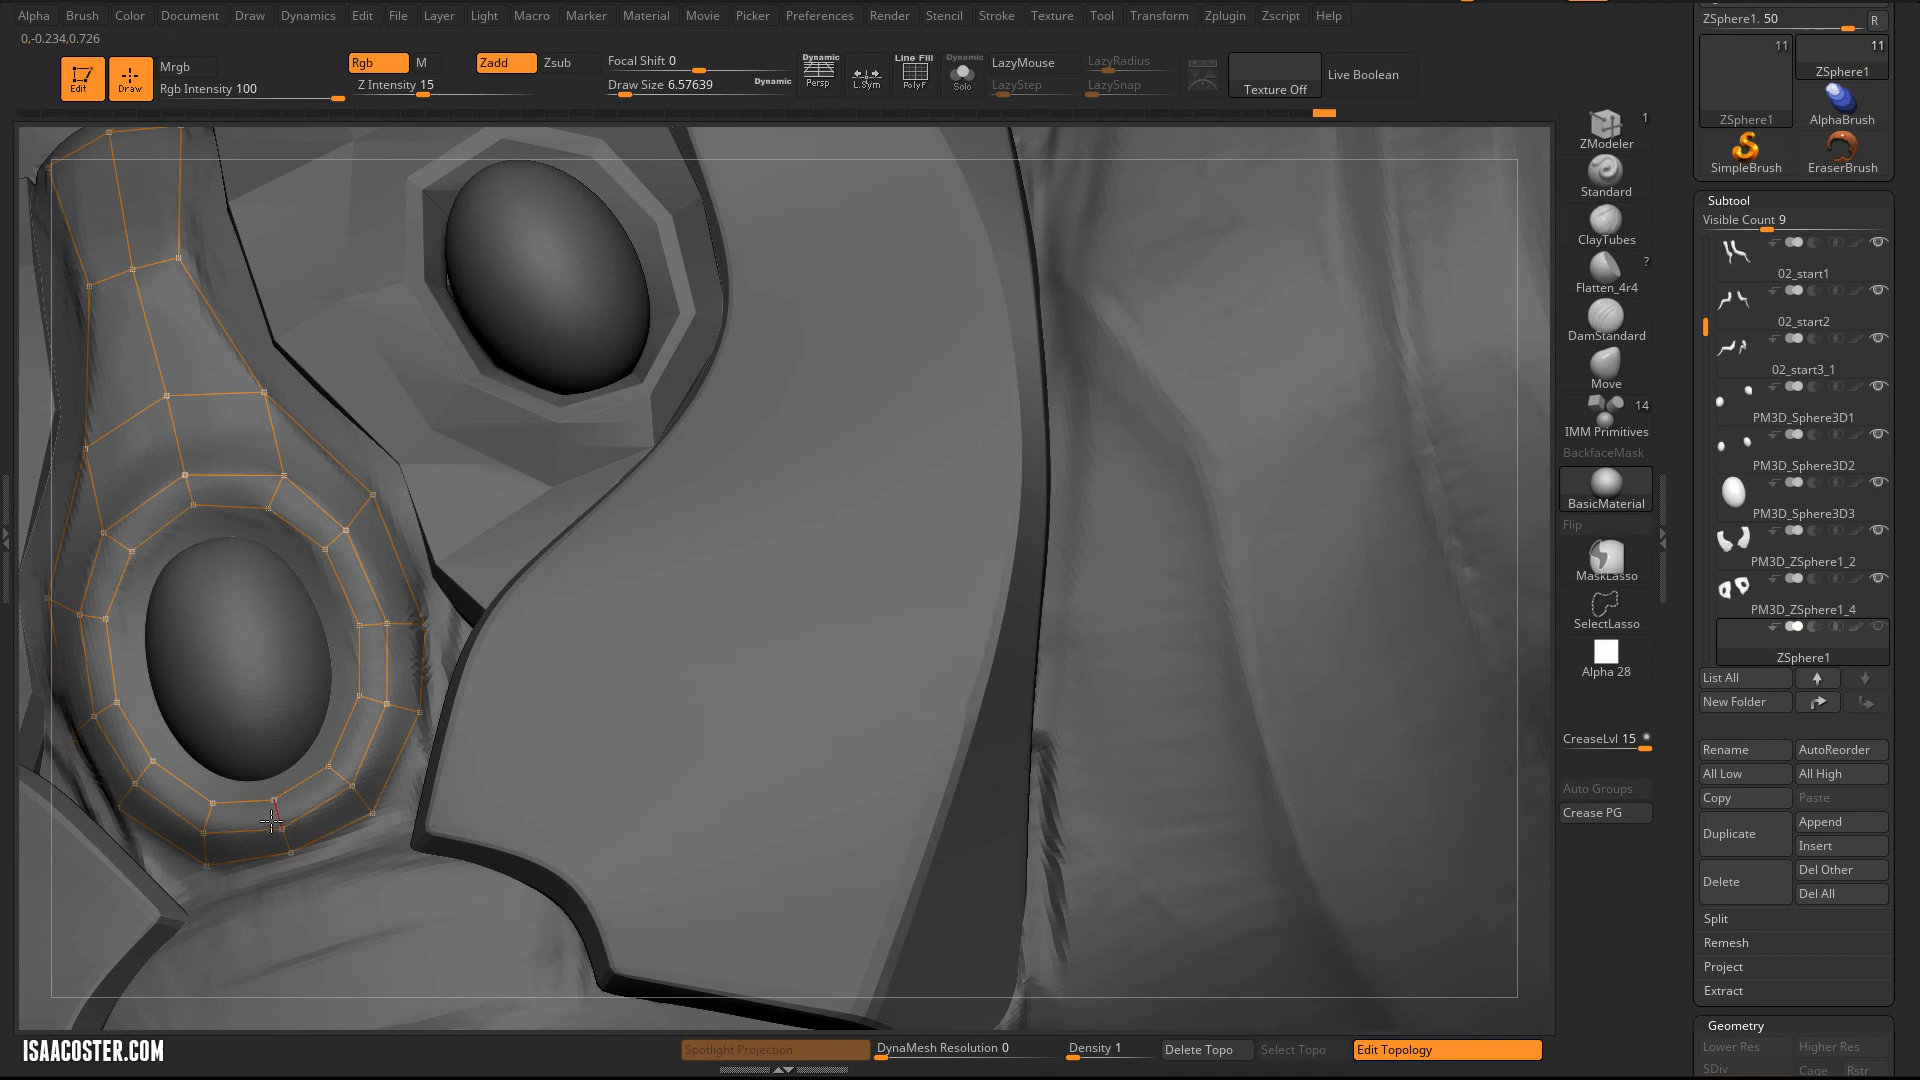 Alpha Brush Color Document Draw Dynamics Edit File Layer Light Macro Marker Material Movie Picker Preferences Render Stencil Stroke Texture Tool Transform Zplugin Zscript Help
0,-0.234,0.726
Edit
Draw
Mrgb
Rgb Intensity 100
Rgb M
Z Intensity 15
Zadd Zsub
Focal Shift 0
Draw Size 6.57639 Dynamic
Dynamic
Persp
L.Sym
Line Fill
PolyF
Dynamic
Solo
LazyMouse LazyRadius
LazyStep LazySnap
Texture Off
Live Boolean
1
ZModeler
Standard
ClayTubes
?
Flatten_4r4
DamStandard
Move
14
IMM Primitives
BackfaceMask
BasicMaterial
Flip
MaskLasso
SelectLasso
Alpha 28
CreaseLvl 15
Auto Groups
Crease PG
ZSphere1. 50 R
11 11
ZSphere1
ZSphere1 AlphaBrush
SimpleBrush EraserBrush
Subtool
Visible Count 9
02_start1
02_start2
02_start3_1
PM3D_Sphere3D1
PM3D_Sphere3D2
PM3D_Sphere3D3
PM3D_ZSphere1_2
PM3D_ZSphere1_4
ZSphere1
List All
New Folder
Rename AutoReorder
All Low All High
Copy Paste
Duplicate Append
Insert
Delete Del Other
Del All
Split
Remesh
Project
Extract
Geometry
Lower Res Higher Res
SDiv Cage Rstr
ISAACOSTER.COM
Spotlight Projection DynaMesh Resolution 0 Density 1 Delete Topo Select Topo Edit Topology